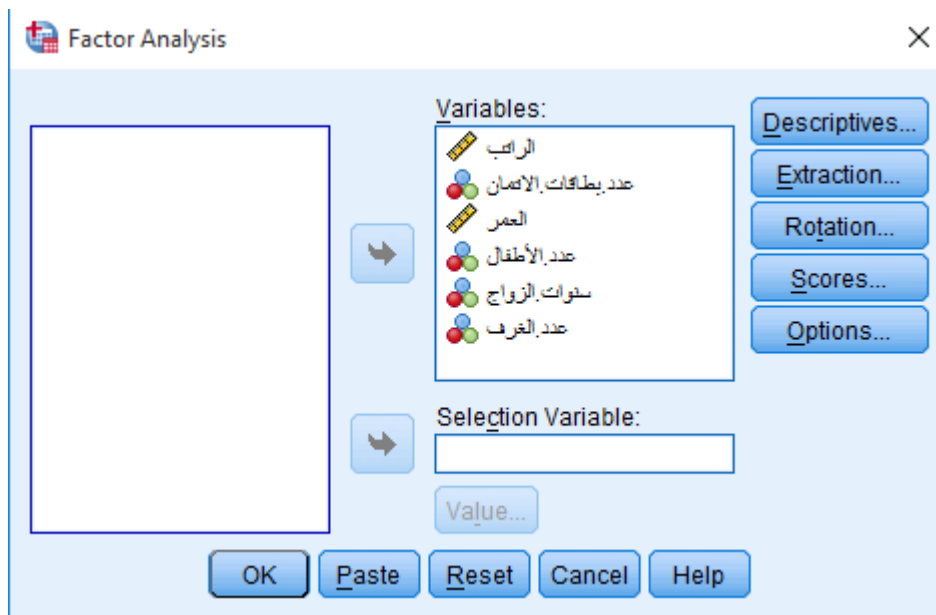 Factor Analysis
Variables:
الراتب
عدد.بطاقات.الائتمان
العمر
عدد.الأطفال
سنوات.الزواج
عدد.الغرف
Selection Variable:
Value...
Descriptives...
Extraction...
Rotation...
Scores...
Options...
OK
Paste
Reset
Cancel
Help